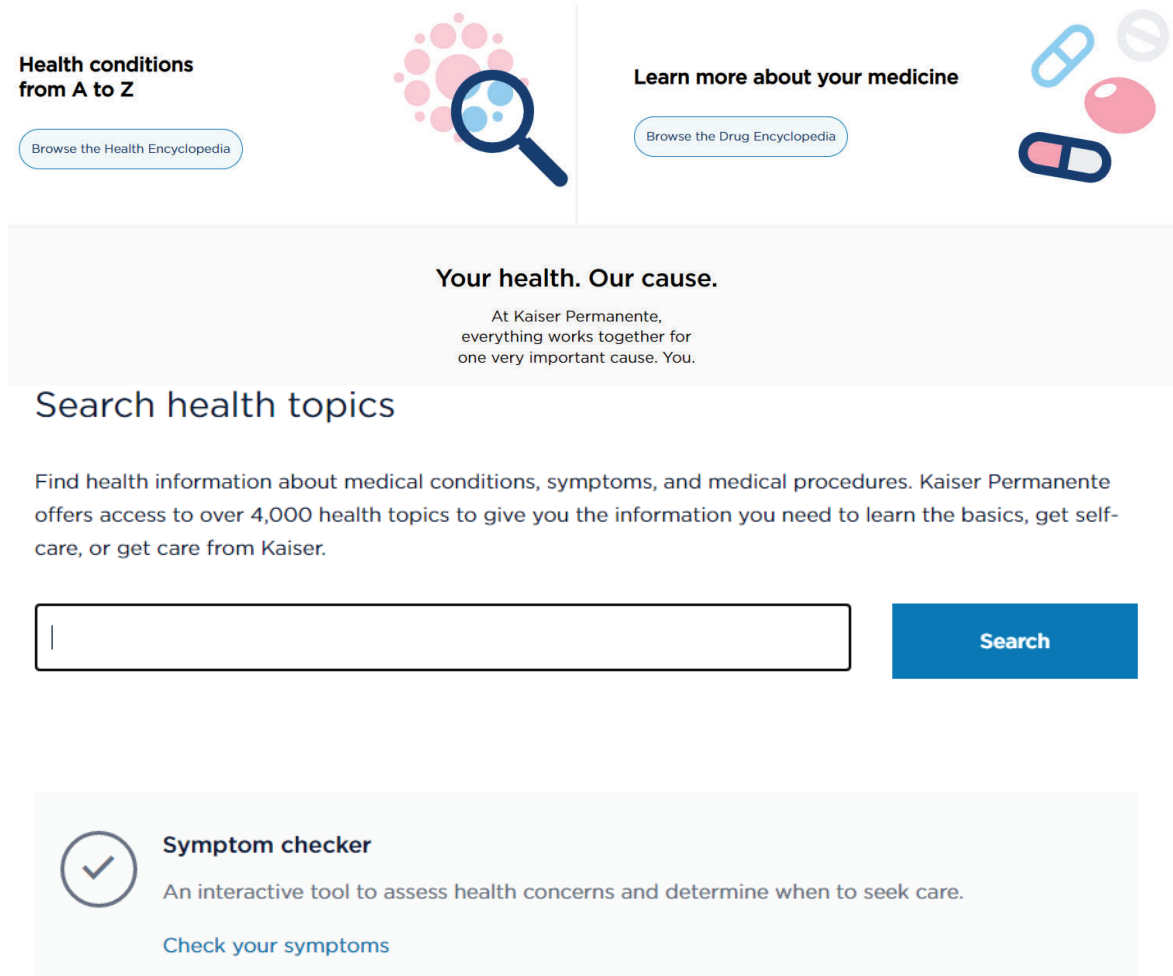 Health conditions
from A to Z
Browse the Health Encyclopedia
Learn more about your medicine
Browse the Drug Encyclopedia
Your health. Our cause.
At Kaiser Permanente,
everything works together for
one very important cause. You.
Search health topics
Find health information about medical conditions, symptoms, and medical procedures. Kaiser Permanente
offers access to over 4,000 health topics to give you the information you need to learn the basics, get self-
care, or get care from Kaiser.
Search
Symptom checker
An interactive tool to assess health concerns and determine when to seek care.
Check your symptoms